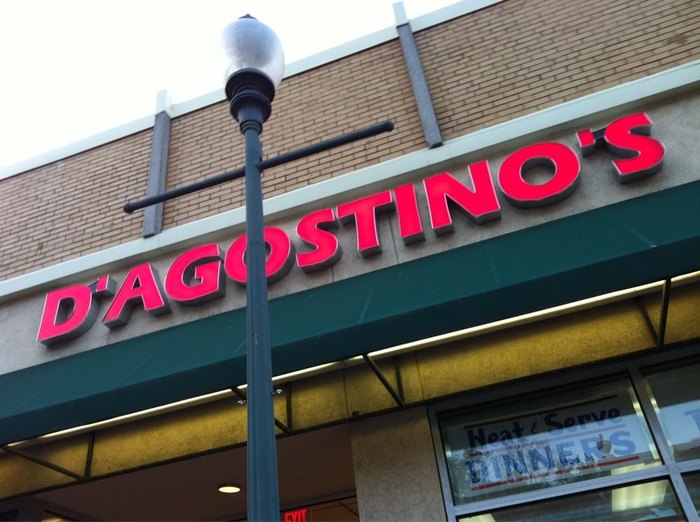 D'AGOSTINO'S
Heat & Serve
DINNERS
EXIT